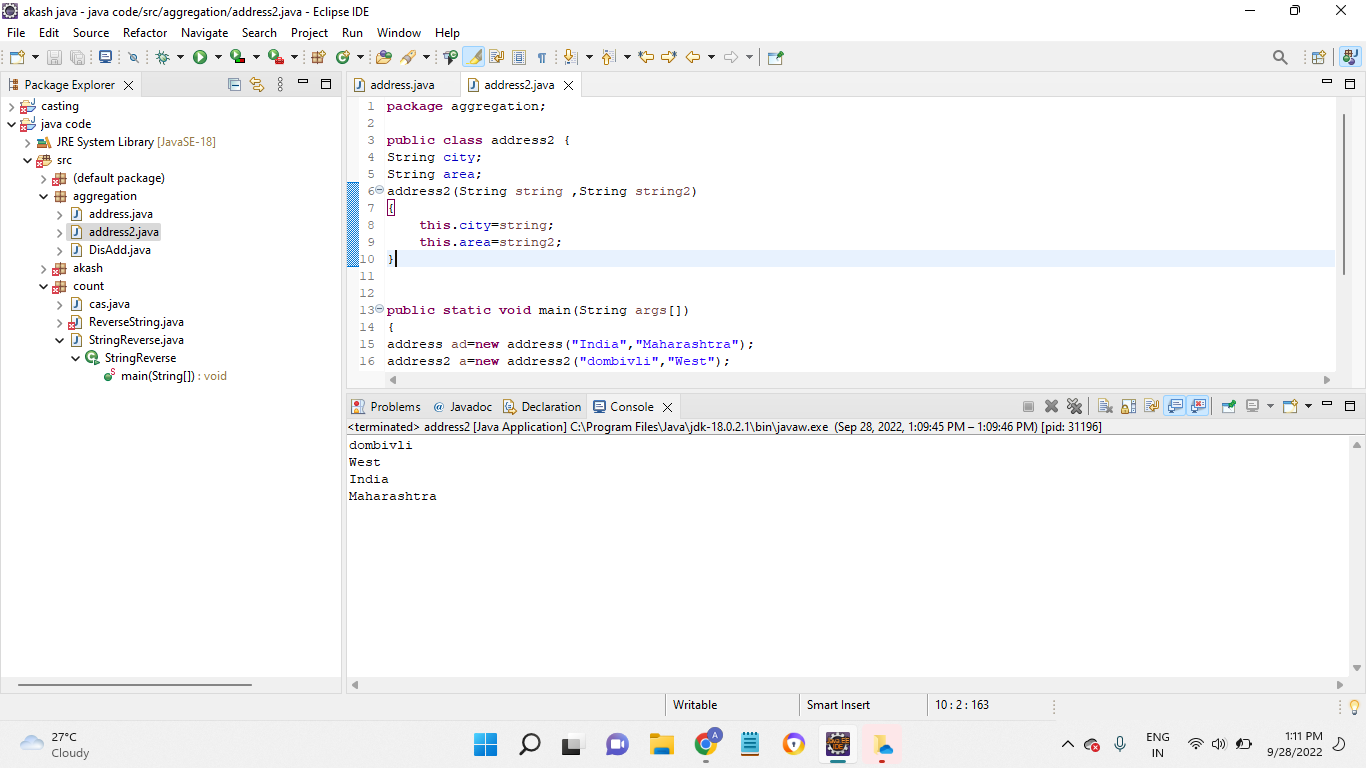 akash java - java code/src/aggregation/address2.java - Eclipse IDE
File Edit Source Refactor Navigate Search Project Run Window Help
Package Explorer
casting
java code
JRE System Library [JavaSE-18]
src
(default package)
aggregation
address.java
address2.java
DisAdd.java
akash
count
cas.java
ReverseString.java
StringReverse.java
StringReverse
main(String[]) : void
address.java address2.java
1 package aggregation;
2
3 public class address2 {
4 String city;
5 String area;
6 address2(String string ,String string2)
7 {
8 this.city=string;
9 this.area=string2;
10 }
11
12
13 public static void main(String args[])
14 {
15 address ad=new address("India","Maharashtra");
16 address2 a=new address2("dombivli","West");
Problems @ Javadoc Declaration Console
<terminated> address2 [Java Application] C:\Program Files\Java\jdk-18.0.2.1\bin\javaw.exe (Sep 28, 2022, 1:09:45 PM – 1:09:46 PM) [pid: 31196]
dombivli
West
India
Maharashtra
Writable Smart Insert 10 : 2 : 163
27°C
Cloudy
A
Java EE
IDE
ENG
IN
1:11 PM
9/28/2022